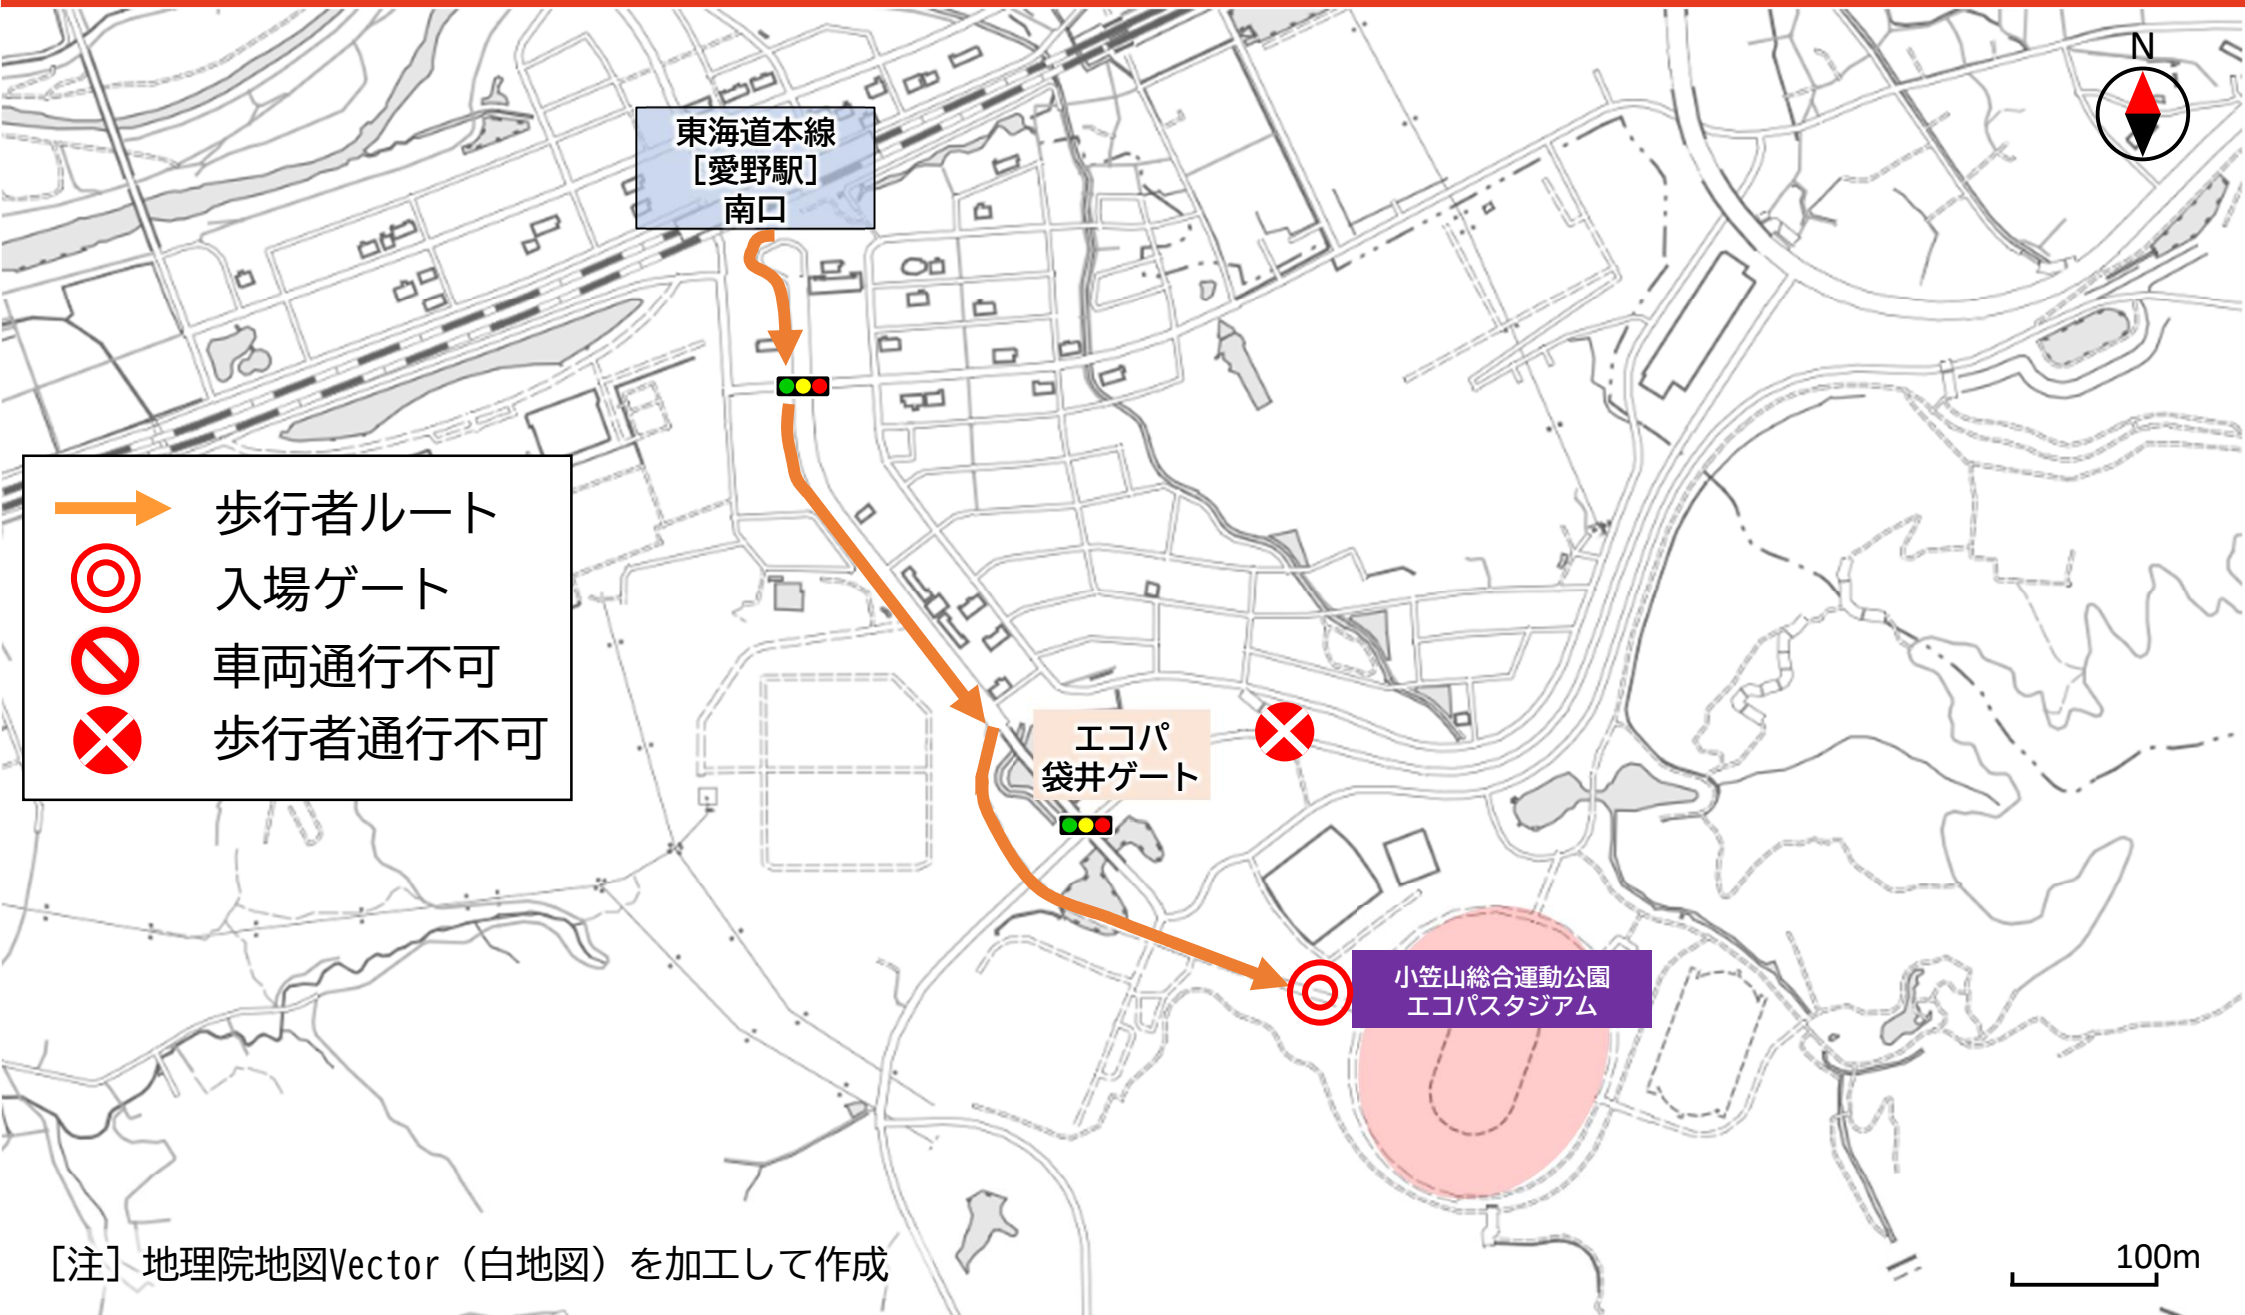 N
東海道本線
［愛野駅］
南口
歩行者ルート
入場ゲート
車両通行不可
歩行者通行不可
エコパ
袋井ゲート
小笠山総合運動公園
エコパスタジアム
［注］地理院地図Vector（白地図）を加工して作成
100m